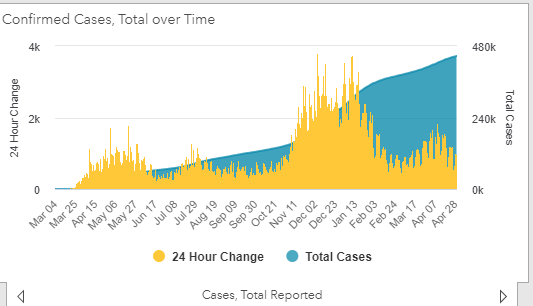 Confirmed Cases, Total over Time
4k
480k
24 Hour Change
Total Cases
2k
240k
0
0k
Mar 04
Mar 25
Apr 15
May 06
May 27
Jun 17
Jul 08
Jul 29
Aug 19
Sep 09
Sep 30
Oct 21
Nov 11
Dec 02
Dec 23
Jan 13
Feb 03
Feb 24
Mar 17
Apr 07
Apr 28
24 Hour Change
Total Cases
Cases, Total Reported